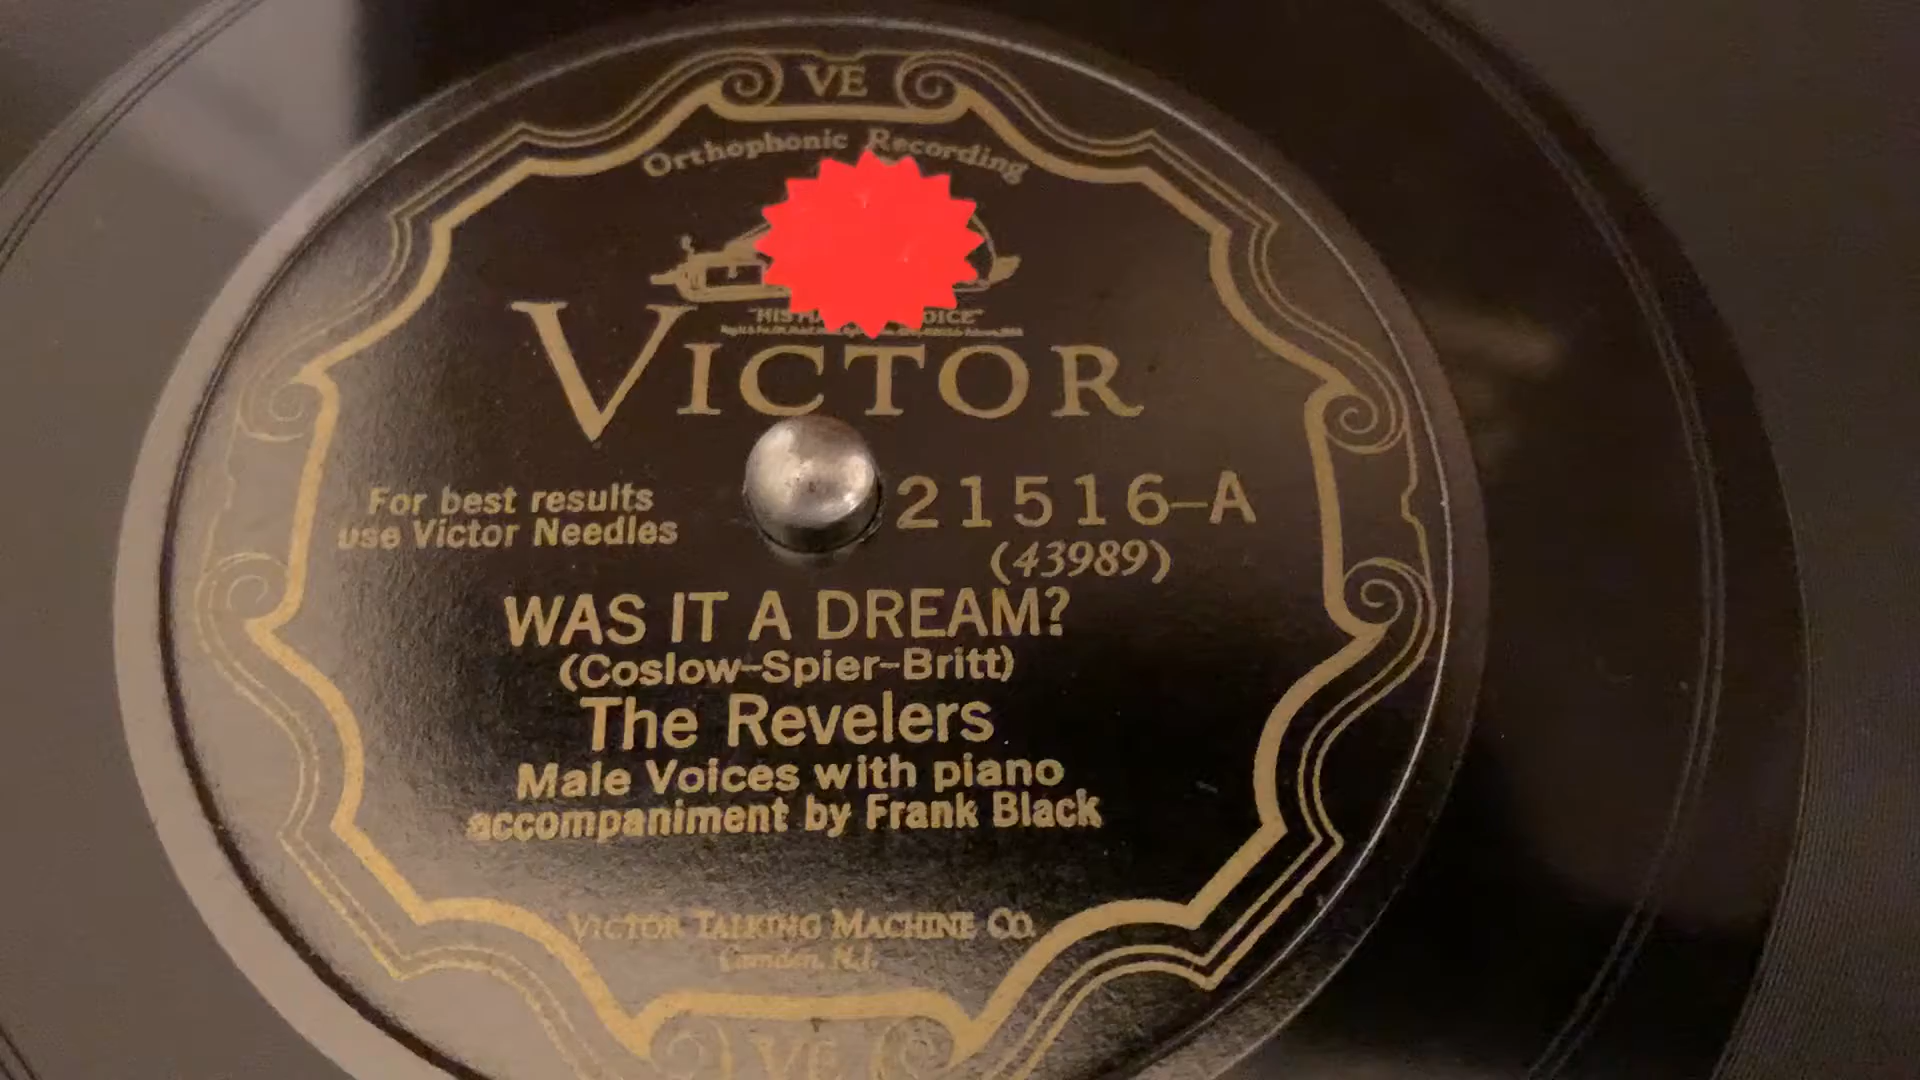 VE
Orthophonic Recording
VICTOR
For best results
use Victor Needles
21516-A
(43989)
WAS IT A DREAM?
(Coslow-Spier-Britt)
The Revelers
Male Voices with piano
accompaniment by Frank Black
VICTOR TALKING MACHINE CO.
Camden, N.J.
VE